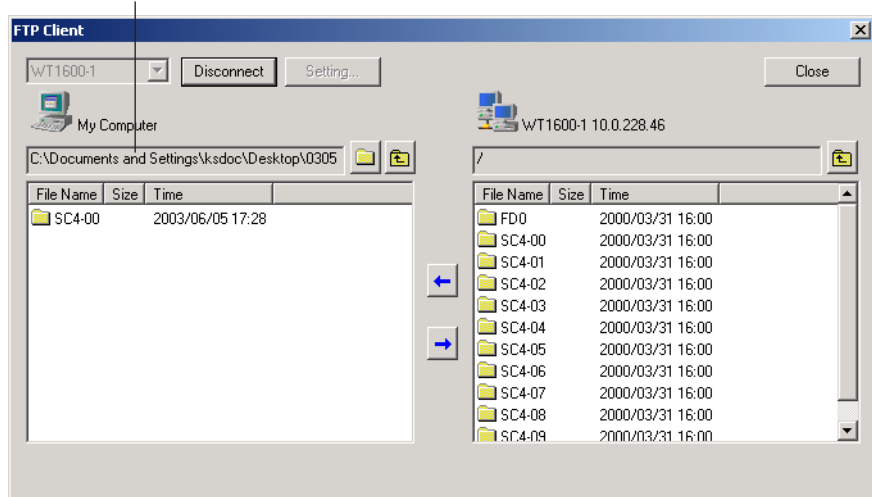 FTP Client
WT1600-1 Disconnect Setting... Close
My Computer
WT1600-1 10.0.228.46
C:\Documents and Settings\ksdoc\Desktop\0305
/
File Name Size Time
SC4-00 2003/06/05 17:28
File Name Size Time
FD0 2000/03/31 16:00
SC4-00 2000/03/31 16:00
SC4-01 2000/03/31 16:00
SC4-02 2000/03/31 16:00
SC4-03 2000/03/31 16:00
SC4-04 2000/03/31 16:00
SC4-05 2000/03/31 16:00
SC4-06 2000/03/31 16:00
SC4-07 2000/03/31 16:00
SC4-08 2000/03/31 16:00
SC4-09 2000/03/31 16:00